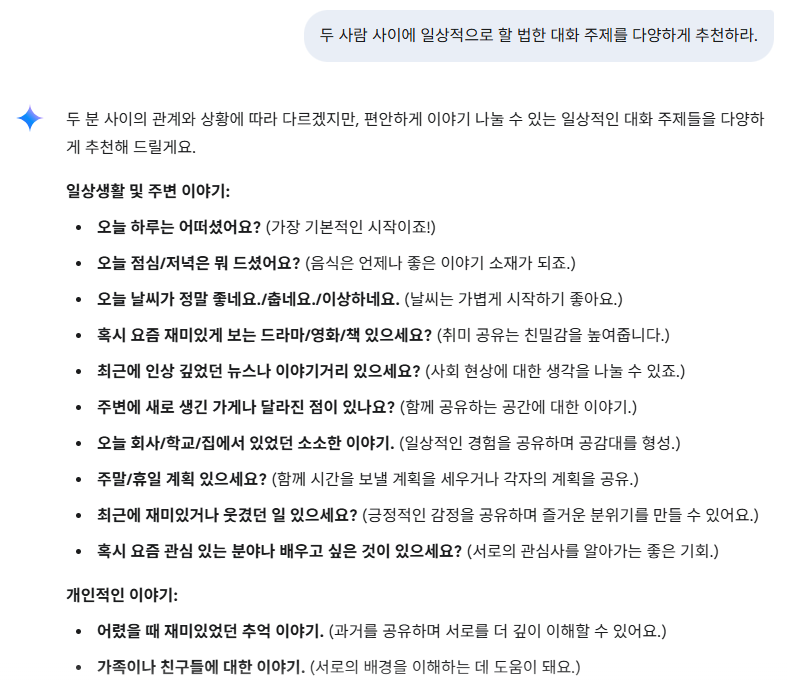 두 사람 사이에 일상적으로 할 법한 대화 주제를 다양하게 추천하라.
두 분 사이의 관계와 상황에 따라 다르겠지만, 편안하게 이야기 나눌 수 있는 일상적인 대화 주제들을 다양하
게 추천해 드릴게요.
일상생활 및 주변 이야기:
• 오늘 하루는 어떠셨어요? (가장 기본적인 시작이죠!)
• 오늘 점심/저녁은 뭐 드셨어요? (음식은 언제나 좋은 이야기 소재가 되죠.)
• 오늘 날씨가 정말 좋네요./춥네요./이상하네요. (날씨는 가볍게 시작하기 좋아요.)
• 혹시 요즘 재미있게 보는 드라마/영화/책 있으세요? (취미 공유는 친밀감을 높여줍니다.)
• 최근에 인상 깊었던 뉴스나 이야기거리 있으세요? (사회 현상에 대한 생각을 나눌 수 있죠.)
• 주변에 새로 생긴 가게나 달라진 점이 있나요? (함께 공유하는 공간에 대한 이야기.)
• 오늘 회사/학교/집에서 있었던 소소한 이야기. (일상적인 경험을 공유하며 공감대를 형성.)
• 주말/휴일 계획 있으세요? (함께 시간을 보낼 계획을 세우거나 각자의 계획을 공유.)
• 최근에 재미있거나 웃겼던 일 있으세요? (긍정적인 감정을 공유하며 즐거운 분위기를 만들 수 있어요.)
• 혹시 요즘 관심 있는 분야나 배우고 싶은 것이 있으세요? (서로의 관심사를 알아가는 좋은 기회.)
개인적인 이야기:
• 어렸을 때 재미있었던 추억 이야기. (과거를 공유하며 서로를 더 깊이 이해할 수 있어요.)
• 가족이나 친구들에 대한 이야기. (서로의 배경을 이해하는 데 도움이 돼요.)